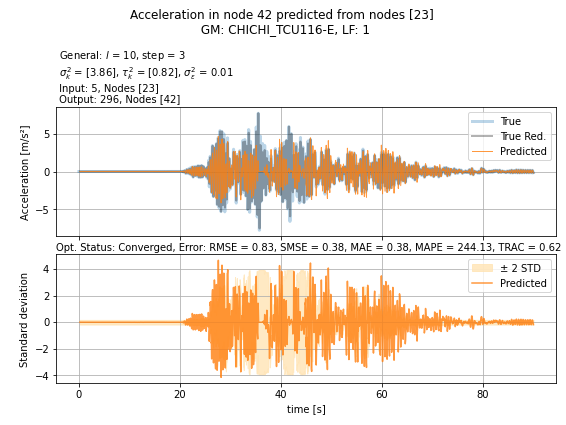 Acceleration in node 42 predicted from nodes [23]
GM: CHICHI_TCU116-E, LF: 1
General: l = 10, step = 3
σ²ₖ = [3.86], τ²ₖ = [0.82], σ²ε = 0.01
Input: 5, Nodes [23]
Output: 296, Nodes [42]
Acceleration [m/s²]
5
0
−5
True
True Red.
Predicted
Opt. Status: Converged, Error: RMSE = 0.83, SMSE = 0.38, MAE = 0.38, MAPE = 244.13, TRAC = 0.62
Standard deviation
4
2
0
−2
−4
± 2 STD
Predicted
0 20 40 60 80
time [s]